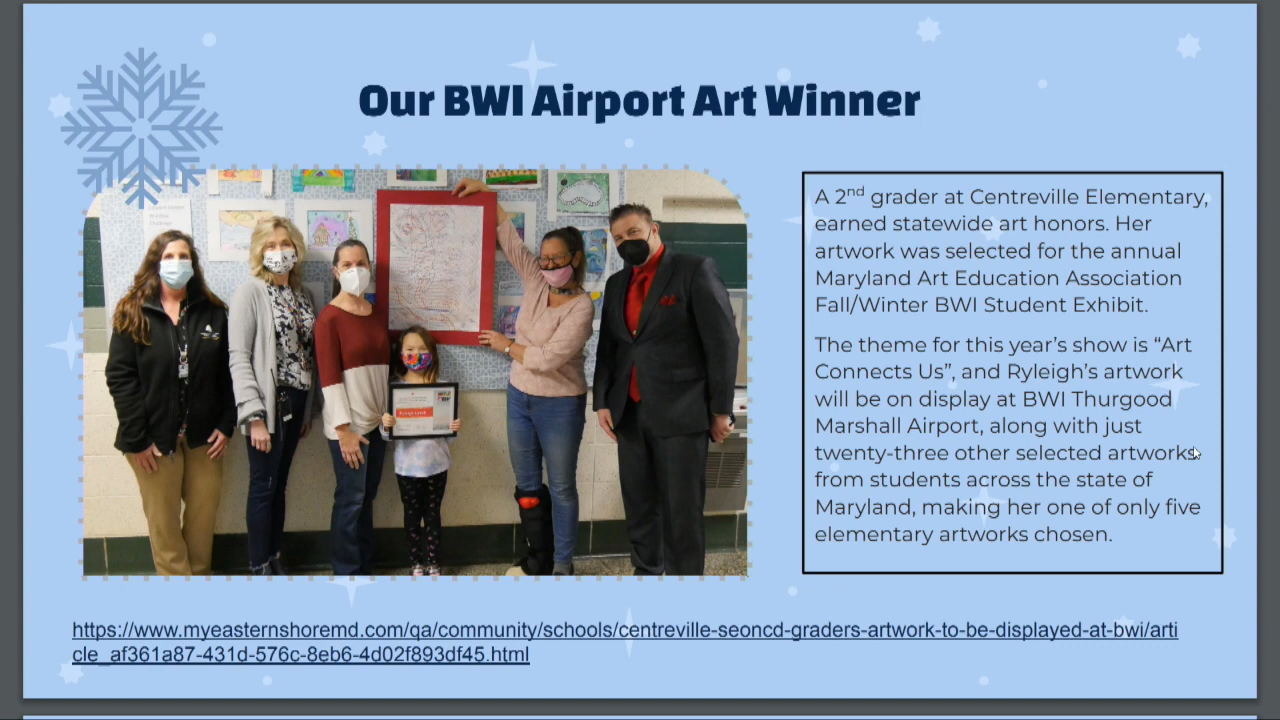 Our BWI Airport Art Winner
A 2nd grader at Centreville Elementary,
earned statewide art honors. Her
artwork was selected for the annual
Maryland Art Education Association
Fall/Winter BWI Student Exhibit.
The theme for this year’s show is “Art
Connects Us”, and Ryleigh’s artwork
will be on display at BWI Thurgood
Marshall Airport, along with just
twenty-three other selected artworks
from students across the state of
Maryland, making her one of only five
elementary artworks chosen.
https://www.myeasternshoremd.com/qa/community/schools/centreville-seoncd-graders-artwork-to-be-displayed-at-bwi/arti
cle_af361a87-431d-576c-8eb6-4d02f893df45.html